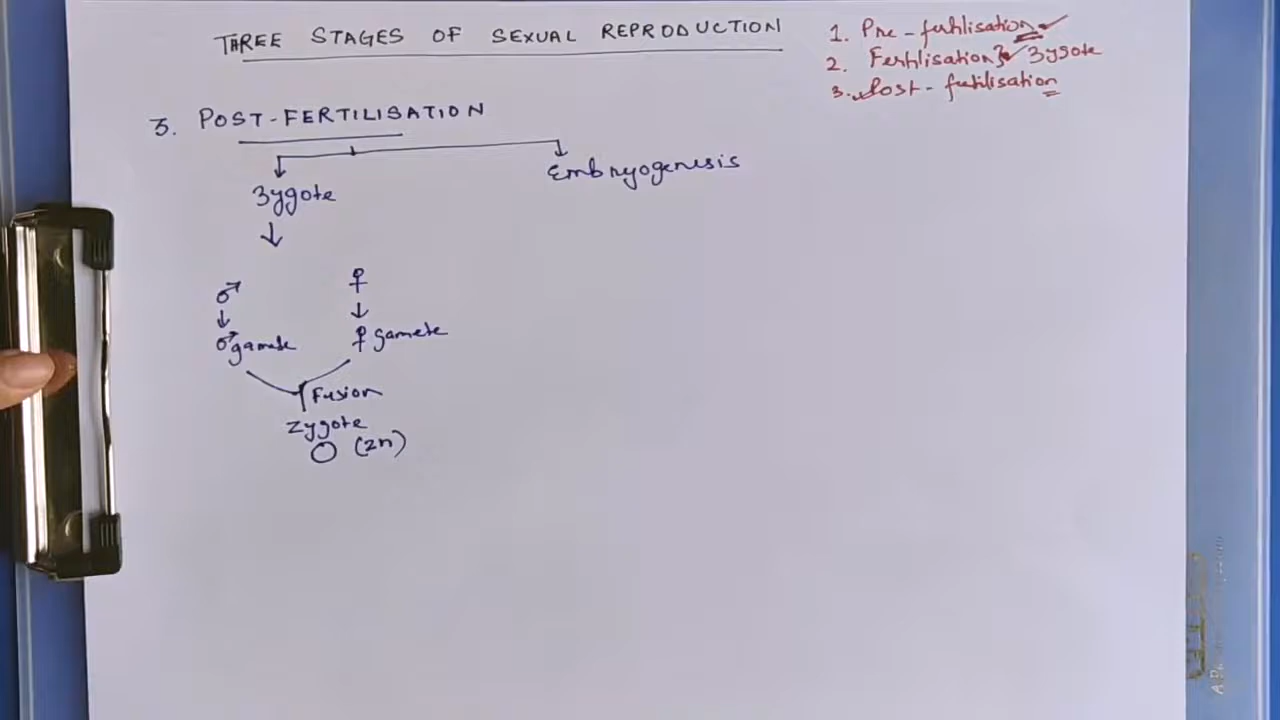 THREE STAGES OF SEXUAL REPRODUCTION
1. Pre-fertilisation ✓
2. Fertilisation} ✓ Zygote
3. Post-fertilisation
3. POST-FERTILISATION
Zygote
Embryogenesis
↓
♂ ♀
↓ ↓
♂ gamete ♀ gamete
Fusion
Zygote
(2n)